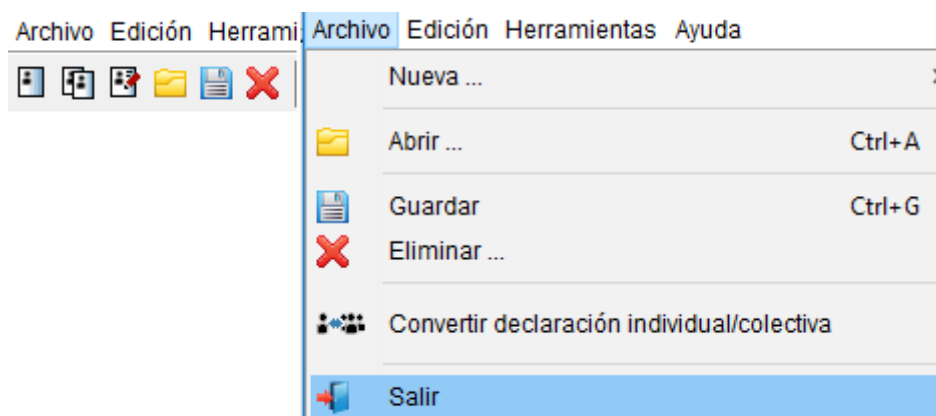 Archivo Edición Herrami
Archivo Edición Herramientas Ayuda
Nueva ...
Abrir ... Ctrl+A
Guardar Ctrl+G
Eliminar ...
Convertir declaración individual/colectiva
Salir